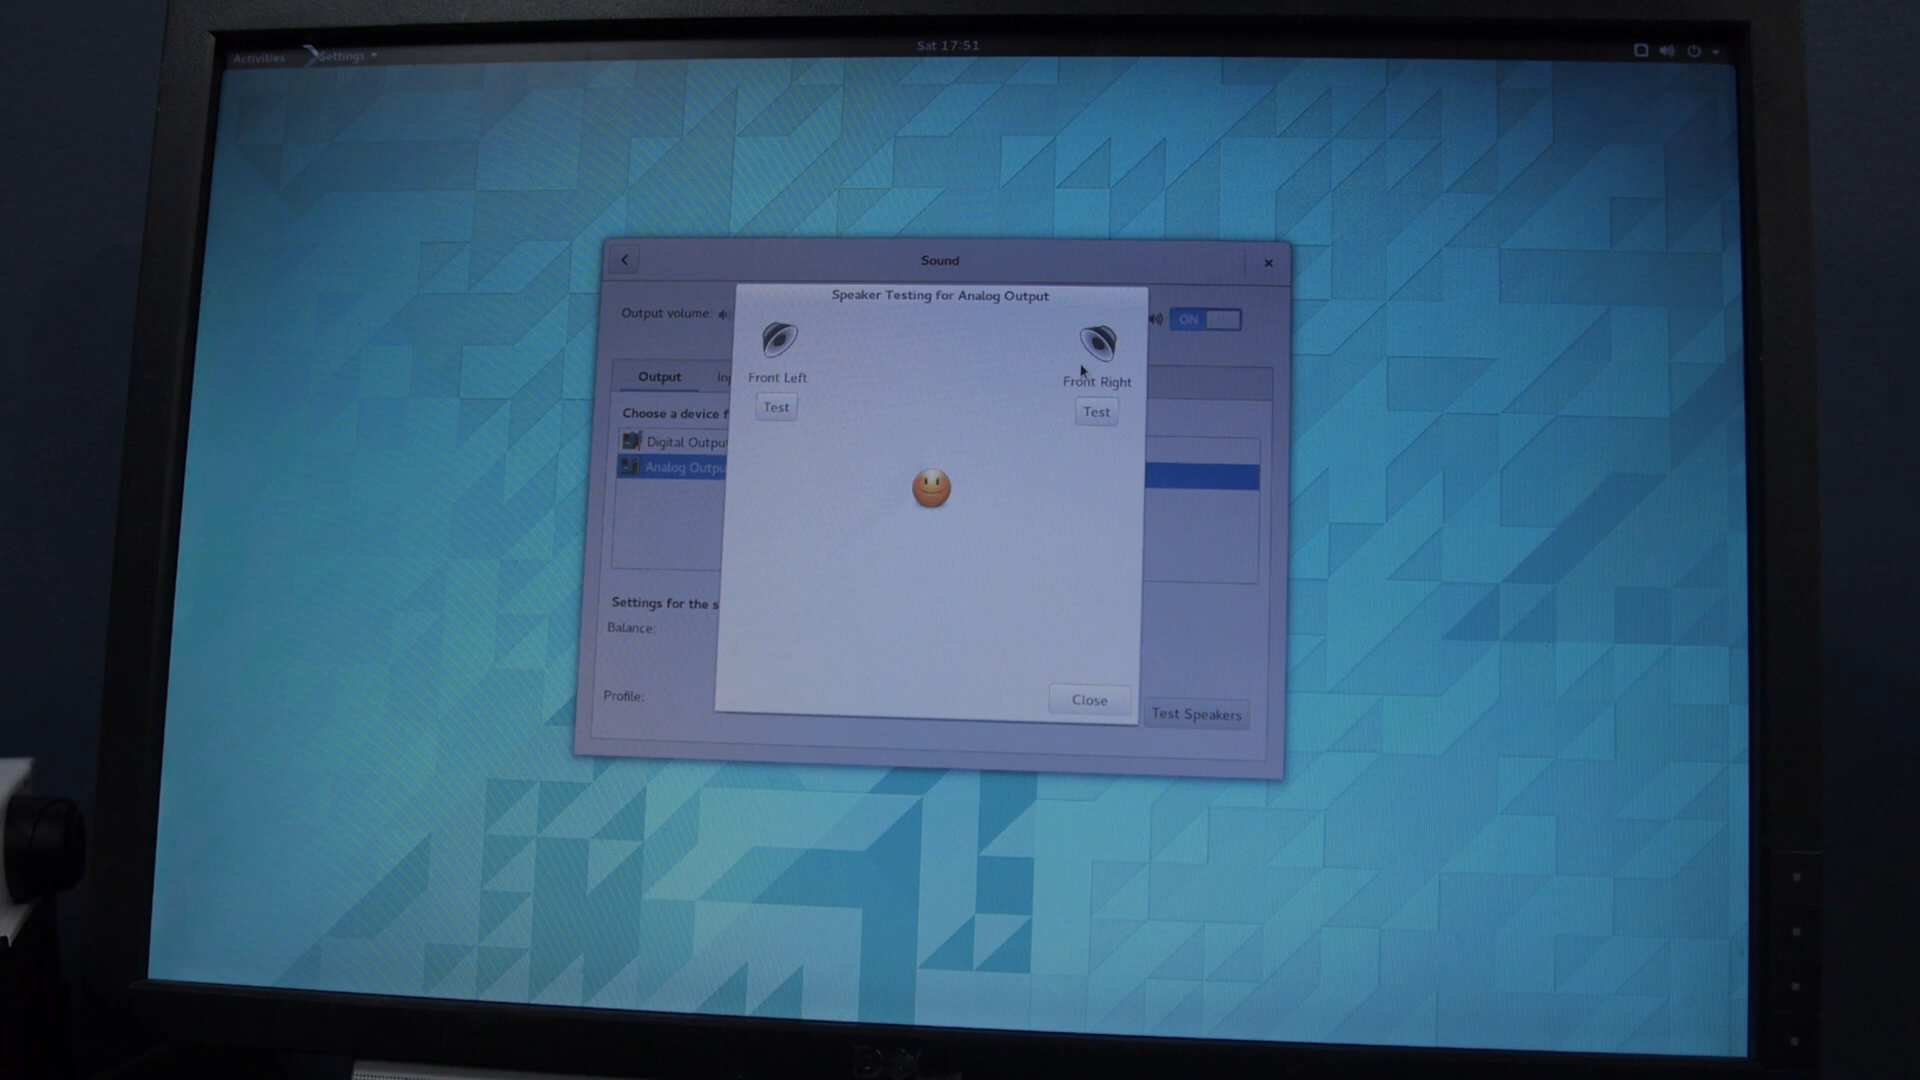 Activities
Settings
Sat 17:51
Sound
Output volume:
ON
Speaker Testing for Analog Output
Front Left
Front Right
Test
Test
Output
Choose a device f
Digital Outpu
Analog Outpu
Settings for the s
Balance:
Profile:
Close
Test Speakers